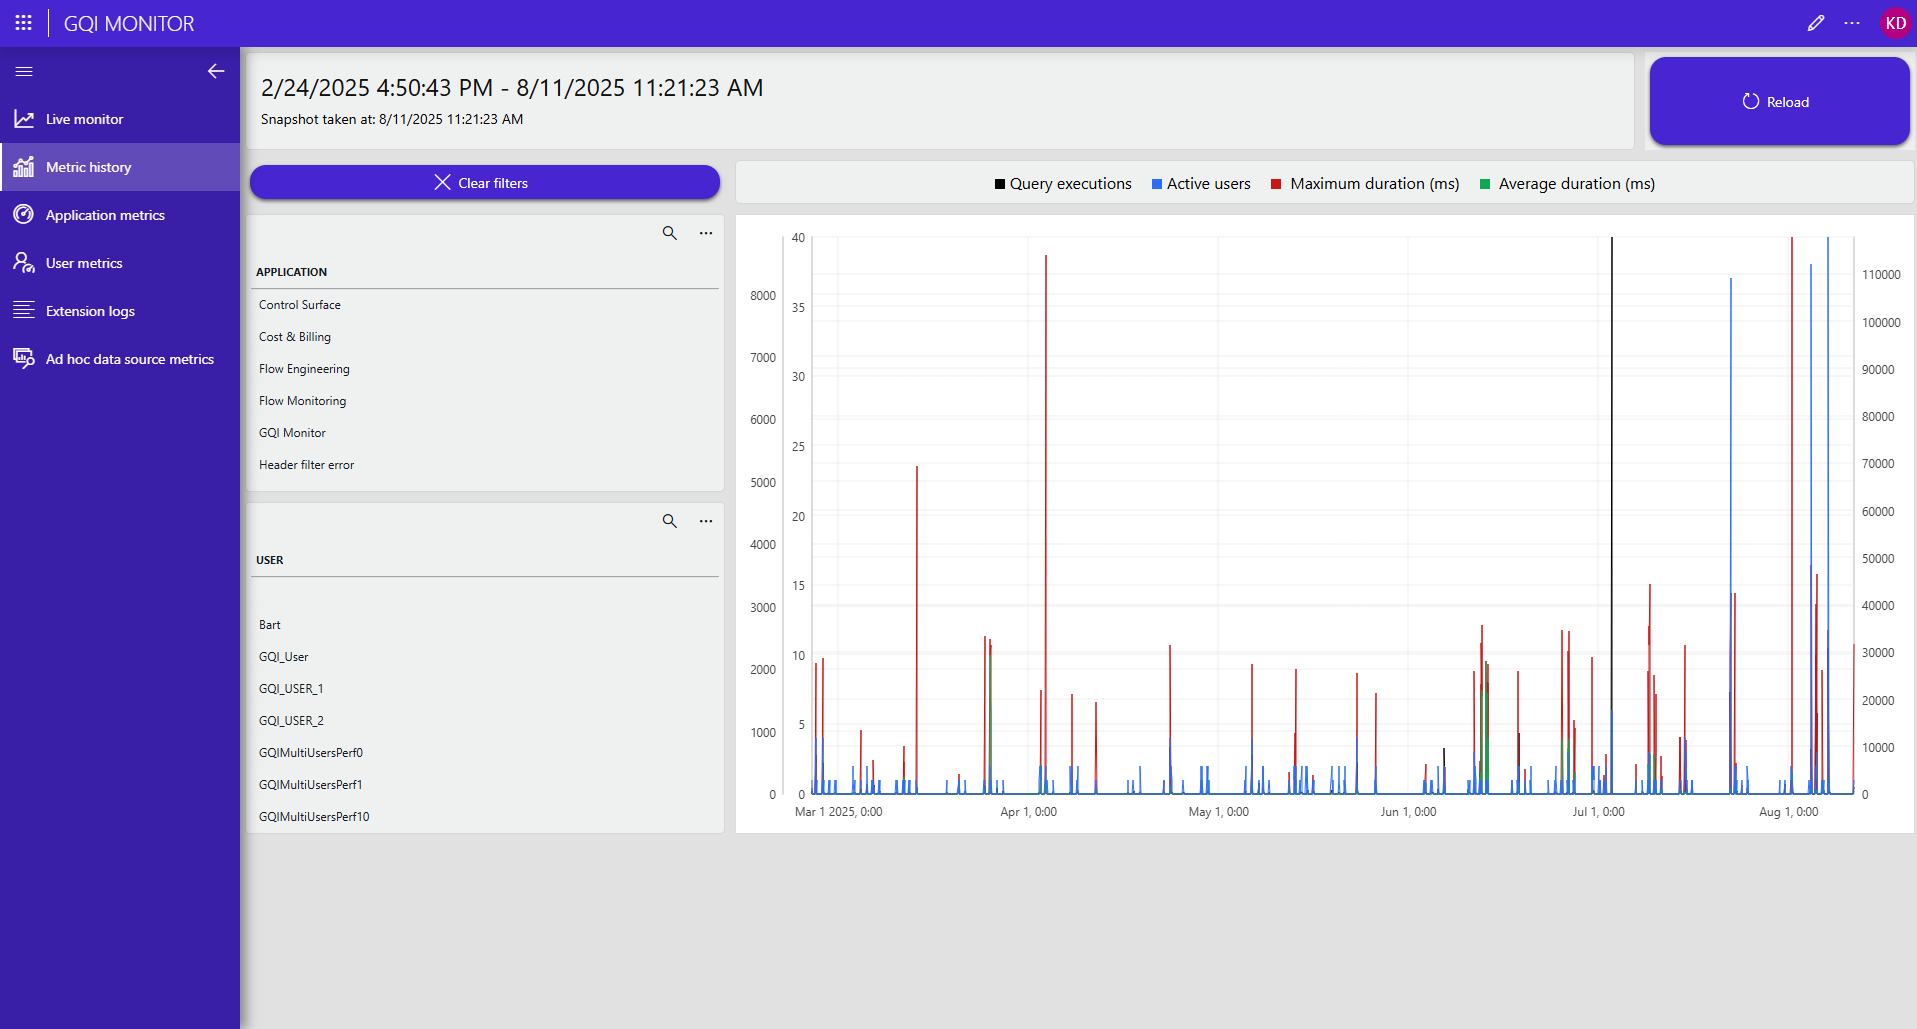 GQI MONITOR
KD
Live monitor
Metric history
Application metrics
User metrics
Extension logs
Ad hoc data source metrics
2/24/2025 4:50:43 PM - 8/11/2025 11:21:23 AM
Snapshot taken at: 8/11/2025 11:21:23 AM
Reload
Clear filters
APPLICATION
Control Surface
Cost & Billing
Flow Engineering
Flow Monitoring
GQI Monitor
Header filter error
USER
Bart
GQI_User
GQI_USER_1
GQI_USER_2
GQIMultiUsersPerf0
GQIMultiUsersPerf1
GQIMultiUsersPerf10
Query executions Active users Maximum duration (ms) Average duration (ms)
8000
7000
6000
5000
4000
3000
2000
1000
0
40
35
30
25
20
15
10
5
0
110000
100000
90000
80000
70000
60000
50000
40000
30000
20000
10000
0
Mar 1 2025, 0:00 Apr 1, 0:00 May 1, 0:00 Jun 1, 0:00 Jul 1, 0:00 Aug 1, 0:00